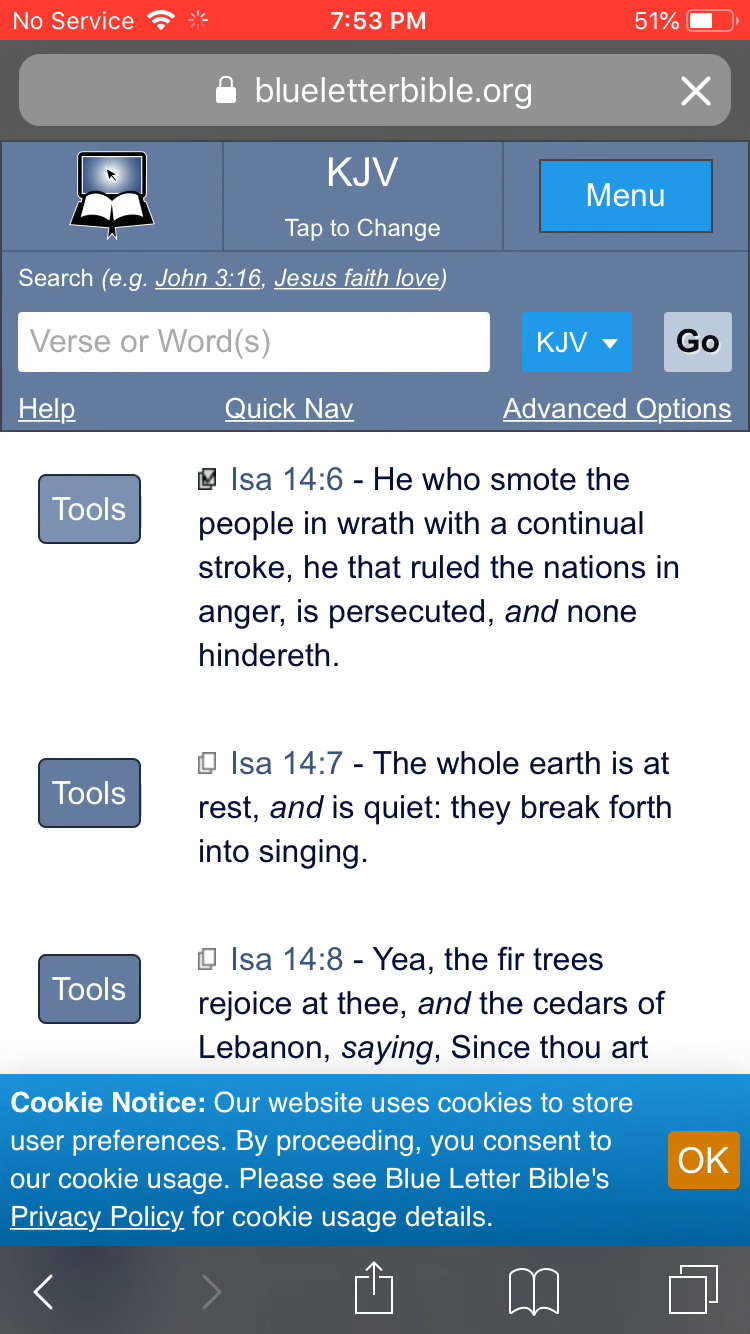 No Service 7:53 PM 51%
blueletterbible.org
KJV
Tap to Change
Menu
Search (e.g. John 3:16, Jesus faith love)
Verse or Word(s) KJV Go
Help Quick Nav Advanced Options
Tools
Isa 14:6 - He who smote the
people in wrath with a continual
stroke, he that ruled the nations in
anger, is persecuted, and none
hindereth.
Tools
Isa 14:7 - The whole earth is at
rest, and is quiet: they break forth
into singing.
Tools
Isa 14:8 - Yea, the fir trees
rejoice at thee, and the cedars of
Lebanon, saying, Since thou art
Cookie Notice: Our website uses cookies to store
user preferences. By proceeding, you consent to
our cookie usage. Please see Blue Letter Bible's
Privacy Policy for cookie usage details.
OK